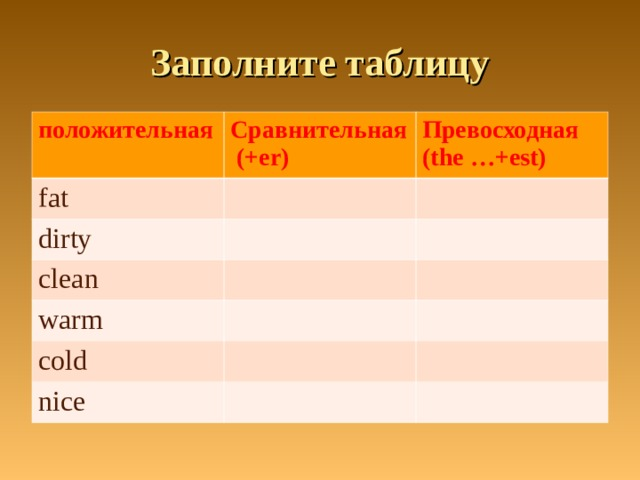 Заполните таблицу
положительная
Сравнительная
(+er)
Превосходная
(the …+est)
fat
dirty
clean
warm
cold
nice